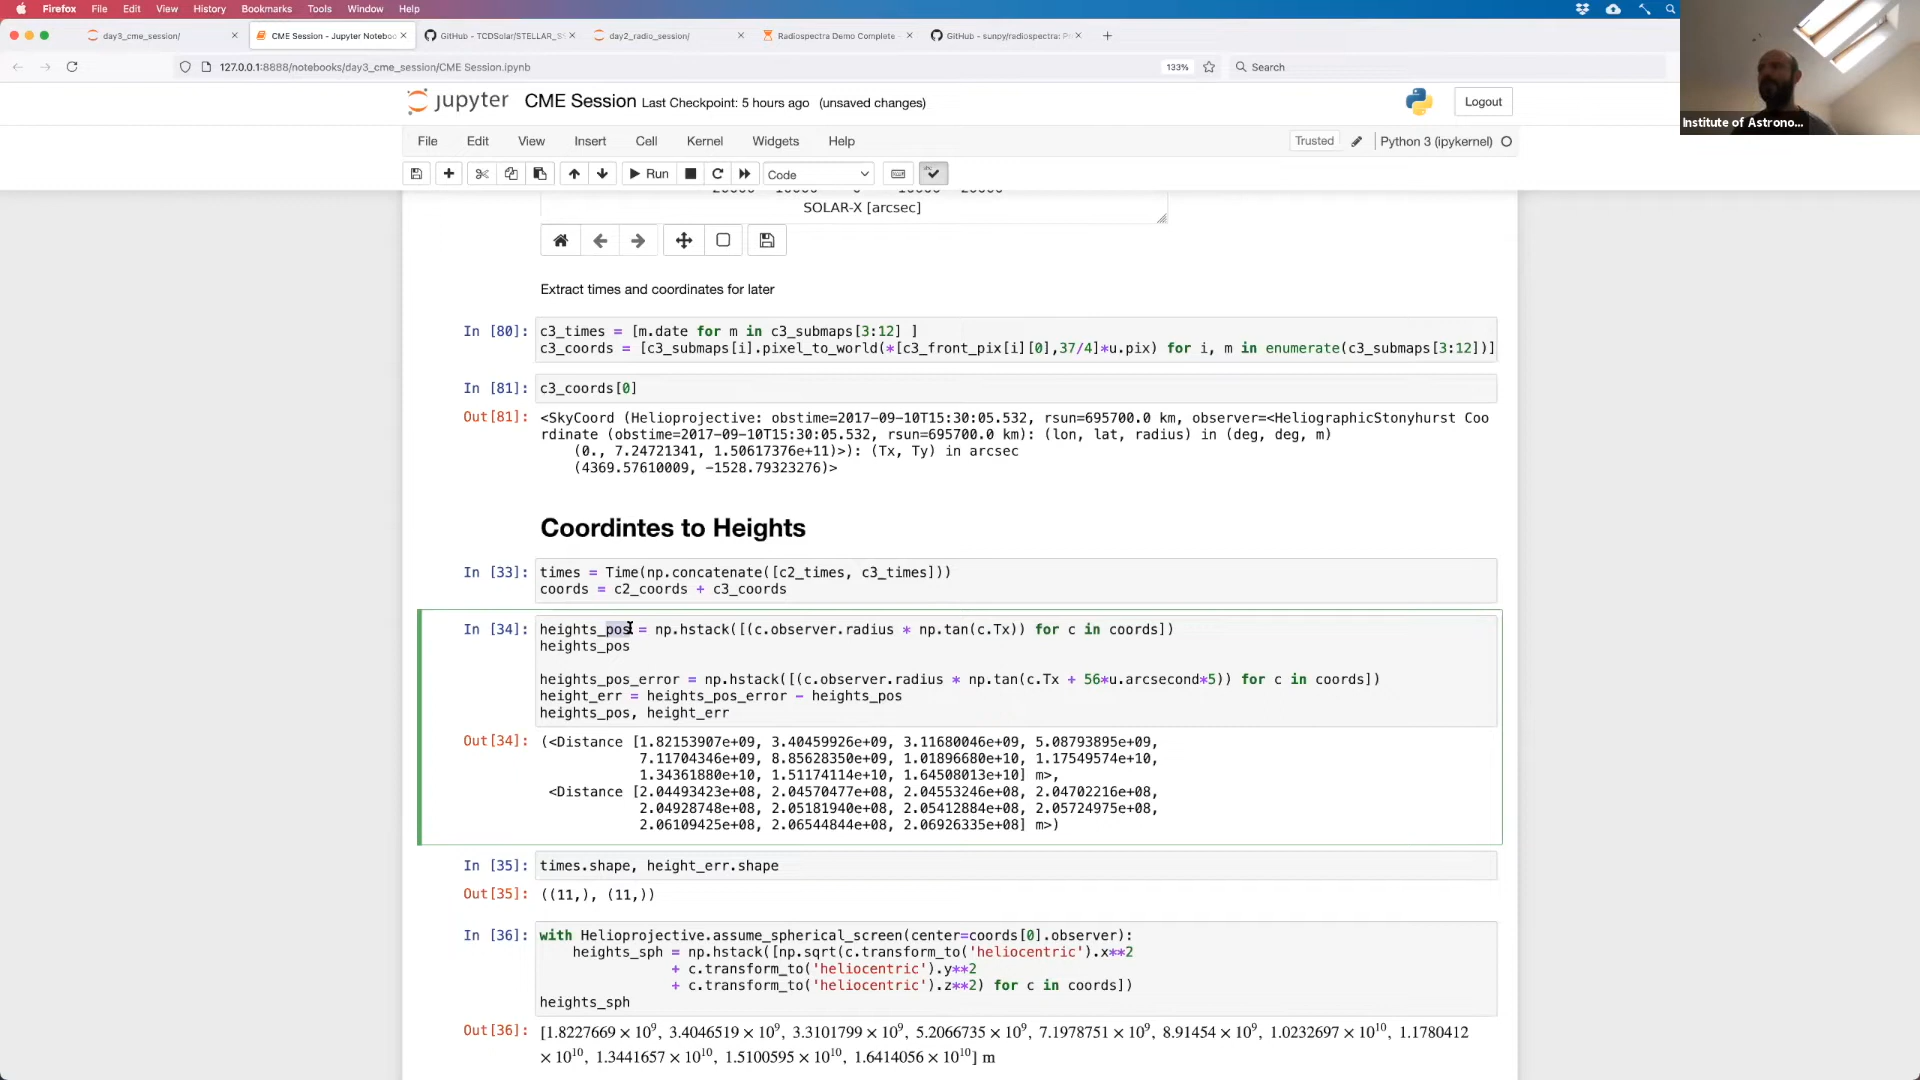 Firefox File Edit View History Bookmarks Tools Window Help
day3_cme_session/ CME Session - Jupyter Noteboo GitHub - TCDSolar/STELLAR_S day2_radio_session/ Radiospectra Demo Complete - GitHub - sunpy/radiospectra:
127.0.0.1:8888/notebooks/day3_cme_session/CME Session.ipynb 133% Search
Institute of Astrono...
jupyter CME Session Last Checkpoint: 5 hours ago (unsaved changes) Logout
File Edit View Insert Cell Kernel Widgets Help Trusted Python 3 (ipykernel)
Run Code
SOLAR-X [arcsec]
Extract times and coordinates for later
In [80]: c3_times = [m.date for m in c3_submaps[3:12] ]
c3_coords = [c3_submaps[i].pixel_to_world(*[c3_front_pix[i][0],37/4]*u.pix) for i, m in enumerate(c3_submaps[3:12])]
In [81]: c3_coords[0]
Out[81]: <SkyCoord (Helioprojective: obstime=2017-09-10T15:30:05.532, rsun=695700.0 km, observer=<HeliographicStonyhurst Coo
rdinate (obstime=2017-09-10T15:30:05.532, rsun=695700.0 km): (lon, lat, radius) in (deg, deg, m)
(0., 7.24721341, 1.50617376e+11)>): (Tx, Ty) in arcsec
(4369.57610009, -1528.79323276)>
Coordintes to Heights
In [33]: times = Time(np.concatenate([c2_times, c3_times]))
coords = c2_coords + c3_coords
In [34]: heights_pos = np.hstack([(c.observer.radius * np.tan(c.Tx)) for c in coords])
heights_pos
heights_pos_error = np.hstack([(c.observer.radius * np.tan(c.Tx + 56*u.arcsecond*5)) for c in coords])
height_err = heights_pos_error - heights_pos
heights_pos, height_err
Out[34]: (<Distance [1.82153907e+09, 3.40459926e+09, 3.11680046e+09, 5.08793895e+09,
7.11704346e+09, 8.85628350e+09, 1.01896680e+10, 1.17549574e+10,
1.34361880e+10, 1.51174114e+10, 1.64508013e+10] m>,
<Distance [2.04493423e+08, 2.04570477e+08, 2.04553246e+08, 2.04702216e+08,
2.04928748e+08, 2.05181940e+08, 2.05412884e+08, 2.05724975e+08,
2.06109425e+08, 2.06544844e+08, 2.06926335e+08] m>)
In [35]: times.shape, height_err.shape
Out[35]: ((11,), (11,))
In [36]: with Helioprojective.assume_spherical_screen(center=coords[0].observer):
heights_sph = np.hstack([np.sqrt(c.transform_to('heliocentric').x**2
+ c.transform_to('heliocentric').y**2
+ c.transform_to('heliocentric').z**2) for c in coords])
heights_sph
Out[36]: [1.8227669 × 10⁹, 3.4046519 × 10⁹, 3.3101799 × 10⁹, 5.2066735 × 10⁹, 7.1978751 × 10⁹, 8.91454 × 10⁹, 1.0232697 × 10¹⁰, 1.1780412
× 10¹⁰, 1.3441657 × 10¹⁰, 1.5100595 × 10¹⁰, 1.6414056 × 10¹⁰] m